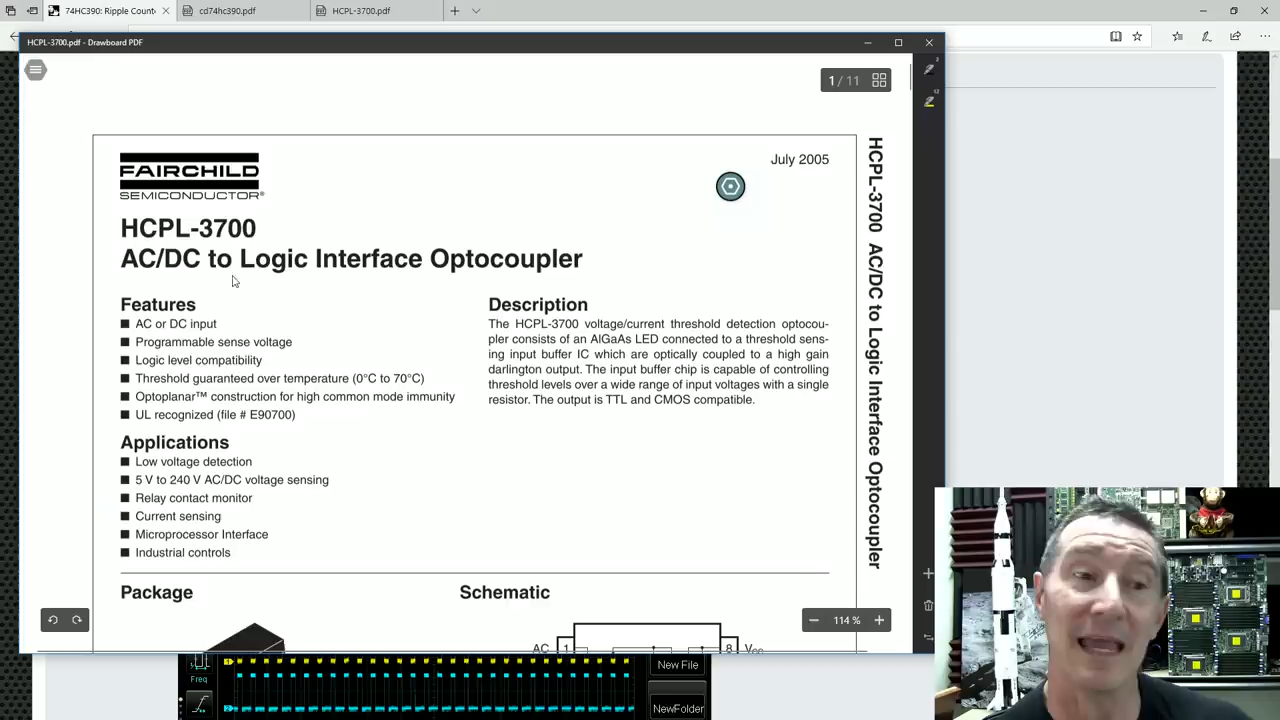 74HC390: Ripple Count
cd74hc390.pdf
HCPL-3700.pdf
HCPL-3700.pdf - Drawboard PDF
1 / 11
FAIRCHILD
SEMICONDUCTOR®
July 2005
HCPL-3700
AC/DC to Logic Interface Optocoupler
Features
■ AC or DC input
■ Programmable sense voltage
■ Logic level compatibility
■ Threshold guaranteed over temperature (0°C to 70°C)
■ Optoplanar™ construction for high common mode immunity
■ UL recognized (file # E90700)
Applications
■ Low voltage detection
■ 5 V to 240 V AC/DC voltage sensing
■ Relay contact monitor
■ Current sensing
■ Microprocessor Interface
■ Industrial controls
Description
The HCPL-3700 voltage/current threshold detection optocou-
pler consists of an AlGaAs LED connected to a threshold sens-
ing input buffer IC which are optically coupled to a high gain
darlington output. The input buffer chip is capable of controlling
threshold levels over a wide range of input voltages with a single
resistor. The output is TTL and CMOS compatible.
HCPL-3700 AC/DC to Logic Interface Optocoupler
Package
Schematic
AC 1
8 VCC
114 %
Freq
New File
NewFolder